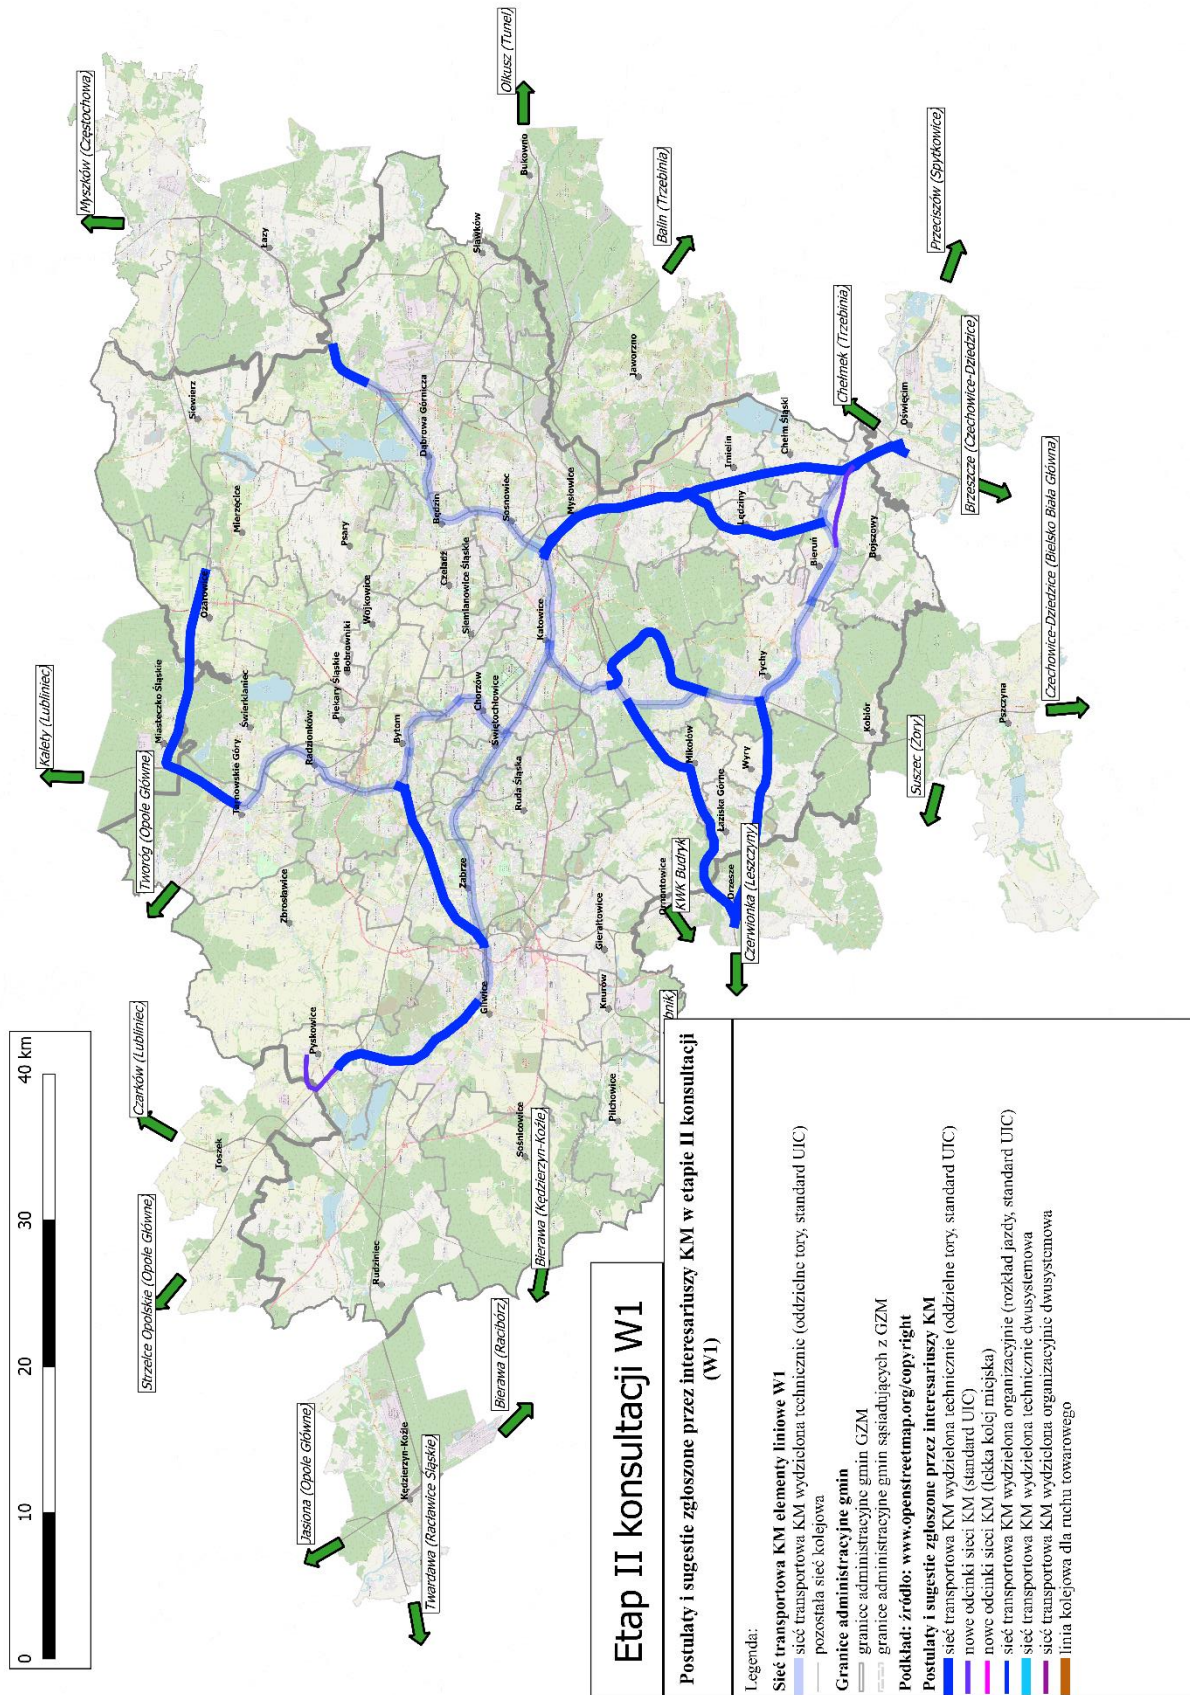 Etap II konsultacji W1
Postulaty i sugestie zgłoszone przez interesariuszy KM w etapie II konsultacji
(W1)
Legenda:
Sieć transportowa KM elementy liniowe W1
sieć transportowa KM wydzielona technicznie (oddzielne tory, standard UIC)
pozostała sieć kolejowa
Granice administracyjne gmin
granice administracyjne gmin GZM
granice administracyjne gmin sąsiadujących z GZM
Podkład: źródło: www.openstreetmap.org/copyright
Postulaty i sugestie zgłoszone przez interesariuszy KM
sieć transportowa KM wydzielona technicznie (oddzielne tory, standard UIC)
nowe odcinki sieci KM (standard UIC)
nowe odcinki sieci KM (lekka kolej miejska)
sieć transportowa KM wydzielona organizacyjnie (rozkład jazdy, standard UIC)
sieć transportowa KM wydzielona technicznie dwusystemowa
sieć transportowa KM wydzielona organizacyjnie dwusystemowa
linia kolejowa dla ruchu towarowego
0 10 20 30 40 km
Jasiona (Opole Główne)
Twardawa (Racławice Śląskie)
Bierawa (Racibórz)
Bierawa (Kędzierzyn-Koźle)
Strzelce Opolskie (Opole Główne)
Czarków (Lubliniec)
Tworóg (Opole Główne)
Kalety (Lubliniec)
Myszków (Częstochowa)
Olkusz (Tunel)
Balin (Trzebinia)
Przeciszów (Spytkowice)
Chełmek (Trzebinia)
Brzeszcze (Czechowice-Dziedzice)
Czechowice-Dziedzice (Bielsko Biała Główna)
Suszec (Żory)
KWK Budryk
Czerwionka (Leszczyny)
bnik)
Kędzierzyn-Koźle
Rudziniec
Toszek
Pyskowice
Sośnicowice
Pilchowice
Knurów
Gliwice
Gierałtowice
Ornontowice
Orzesze
Zbrosławice
Zabrze
Tarnowskie Góry
Miasteczko Śląskie
Świerklaniec
Radzionków
Piekary Śląskie
Bobrowniki
Bytom
Chorzów
Świętochłowice
Ruda Śląska
Katowice
Siemianowice Śląskie
Czeladź
Wojkowice
Psary
Ożarowice
Mierzęcice
Siewierz
Łazy
Będzin
Dąbrowa Górnicza
Sosnowiec
Mysłowice
Sławków
Bukowno
Jaworzno
Imielin
Chełm Śląski
Lędziny
Bieruń
Bojszowy
Oświęcim
Tychy
Mikołów
Wyry
Łaziska Górne
Kobiór
Pszczyna